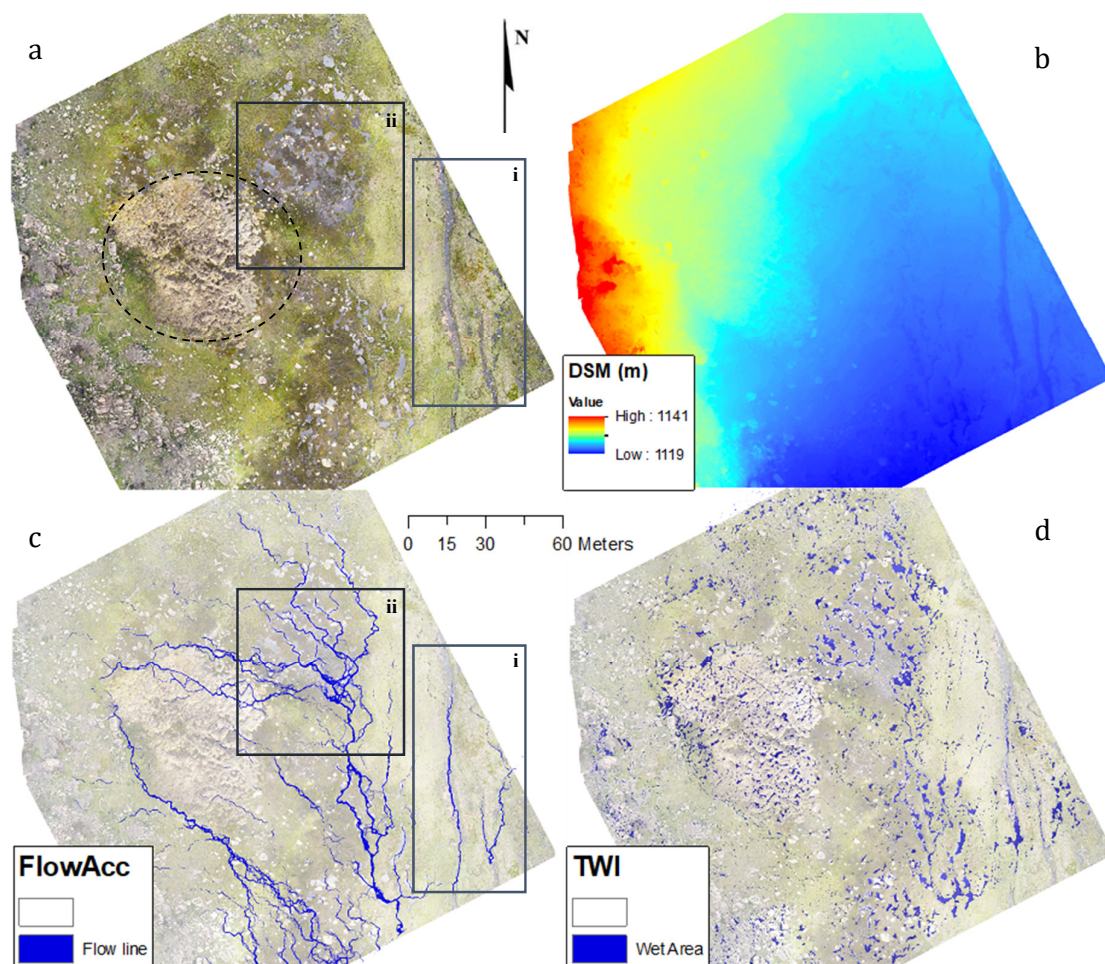 a
N
b
ii
i
DSM (m)
Value
High : 1141
Low : 1119
c
0 15 30 60 Meters
d
ii
i
FlowAcc
Flow line
TWI
Wet Area